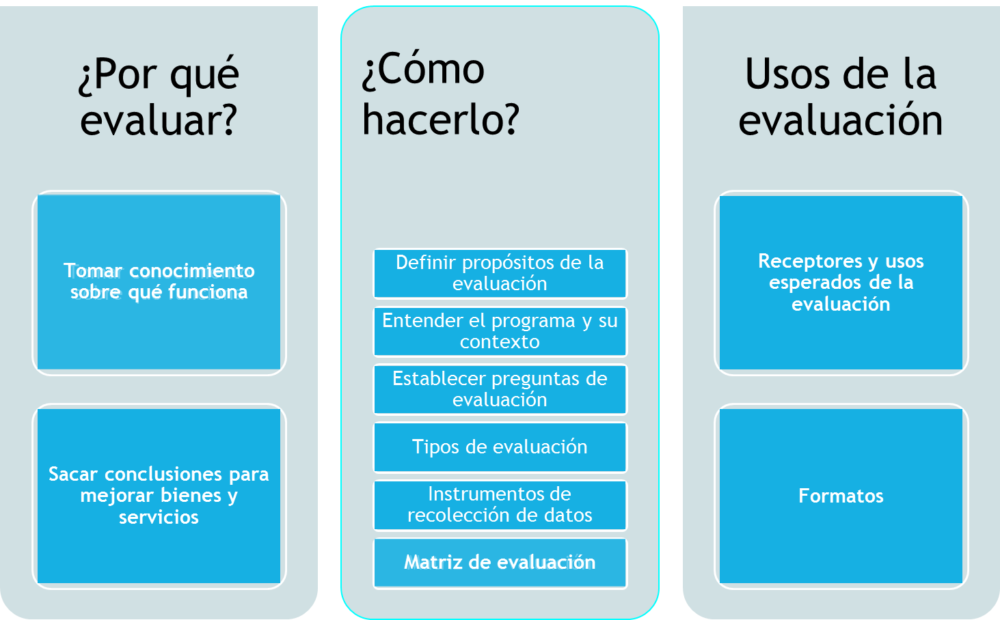 ¿Por qué
evaluar?
Tomar conocimiento
sobre qué funciona
Sacar conclusiones para
mejorar bienes y
servicios
¿Cómo
hacerlo?
Definir propósitos de la
evaluación
Entender el programa y su
contexto
Establecer preguntas de
evaluación
Tipos de evaluación
Instrumentos de
recolección de datos
Matriz de evaluación
Usos de la
evaluación
Receptores y usos
esperados de la
evaluación
Formatos